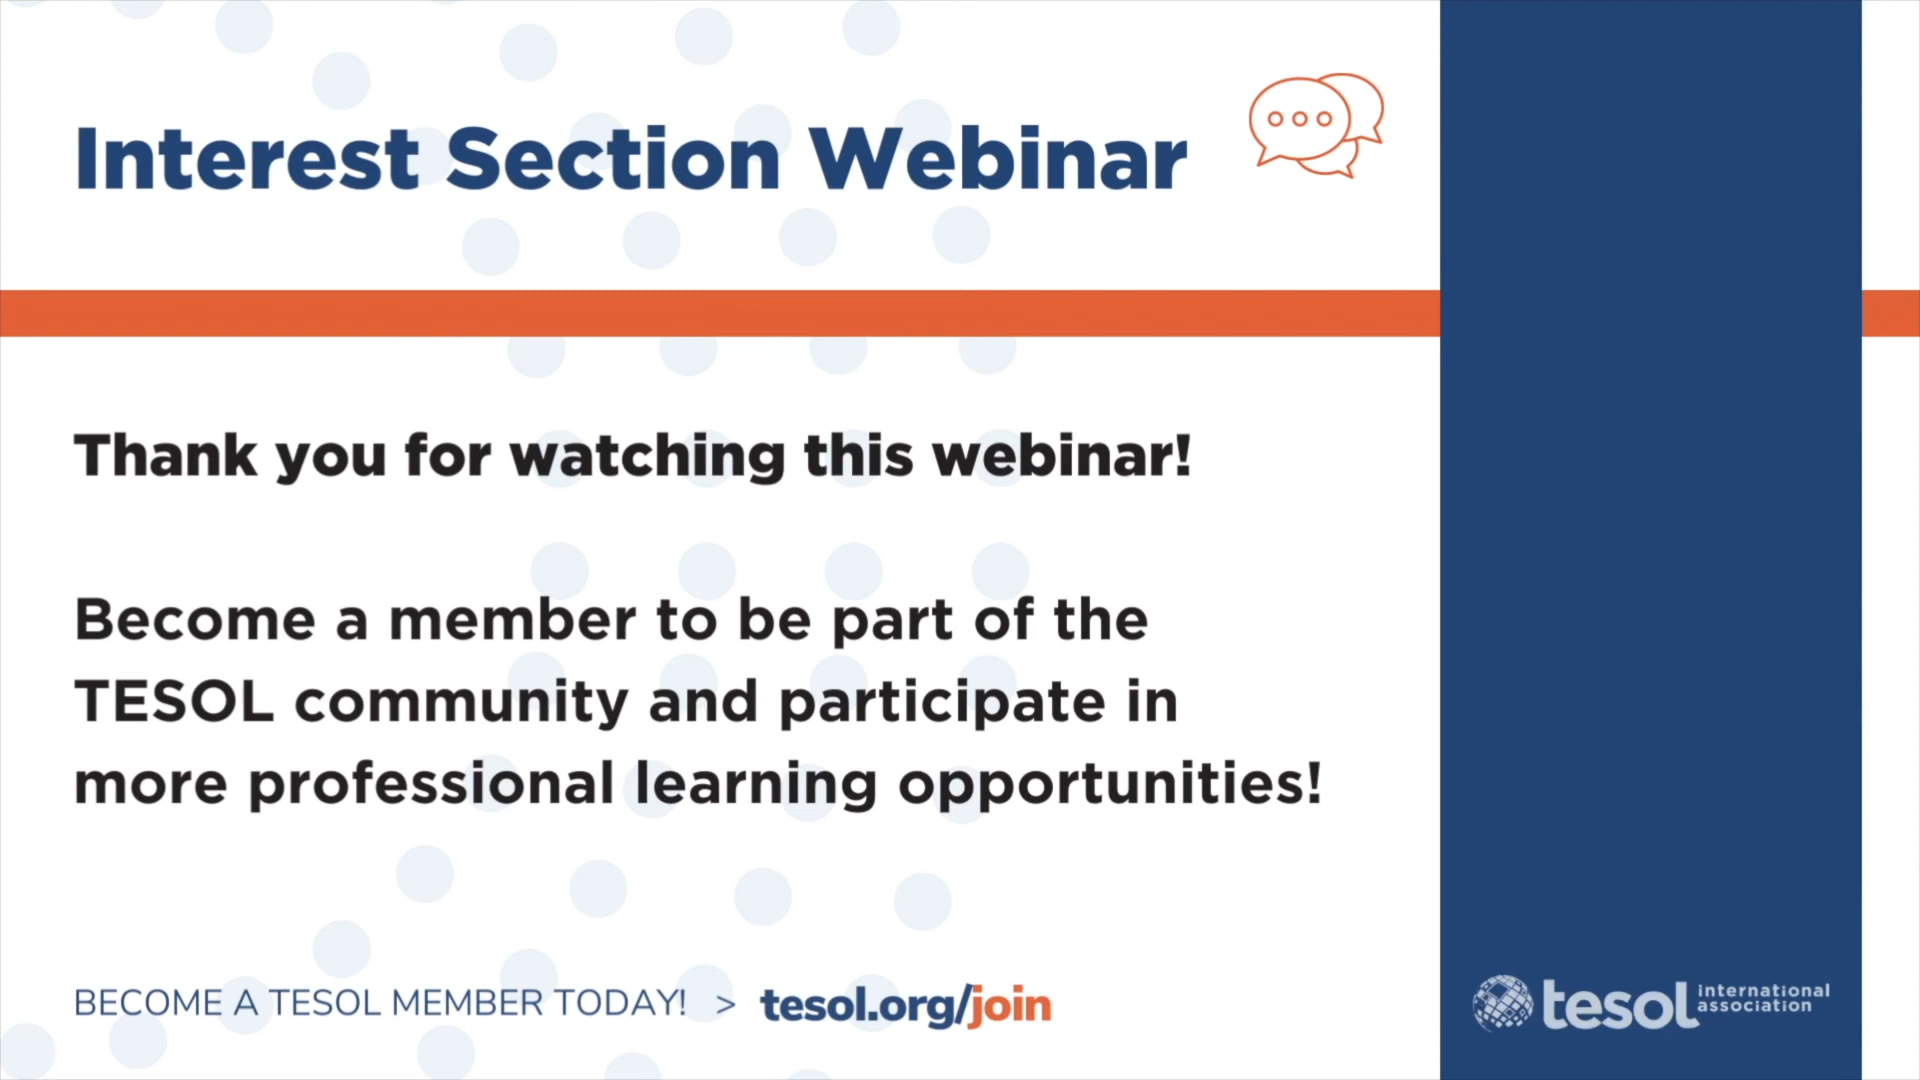 Interest Section Webinar
Thank you for watching this webinar!
Become a member to be part of the
TESOL community and participate in
more professional learning opportunities!
BECOME A TESOL MEMBER TODAY! > tesol.org/join
tesol international
association